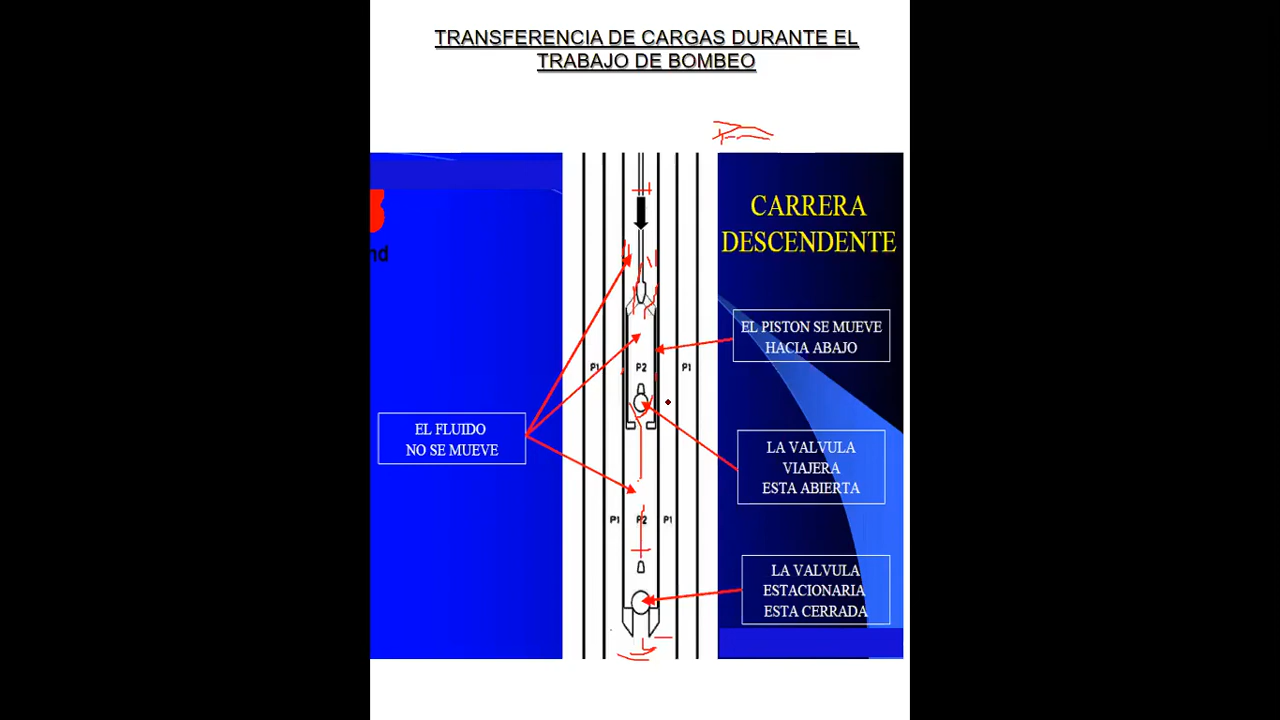 TRANSFERENCIA DE CARGAS DURANTE EL
TRABAJO DE BOMBEO
nd
CARRERA
DESCENDENTE
EL PISTON SE MUEVE
HACIA ABAJO
P1
P2
P1
EL FLUIDO
NO SE MUEVE
LA VALVULA
VIAJERA
ESTA ABIERTA
P1
P2
P1
LA VALVULA
ESTACIONARIA
ESTA CERRADA